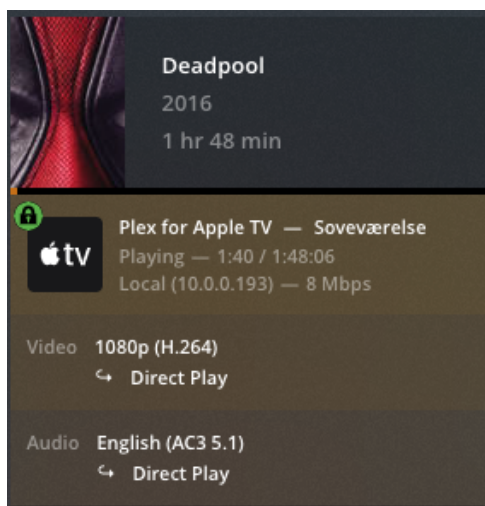 Deadpool
2016
1 hr 48 min
tv
Plex for Apple TV — Soveværelse
Playing — 1:40 / 1:48:06
Local (10.0.0.193) — 8 Mbps
Video 1080p (H.264)
↪ Direct Play
Audio English (AC3 5.1)
↪ Direct Play